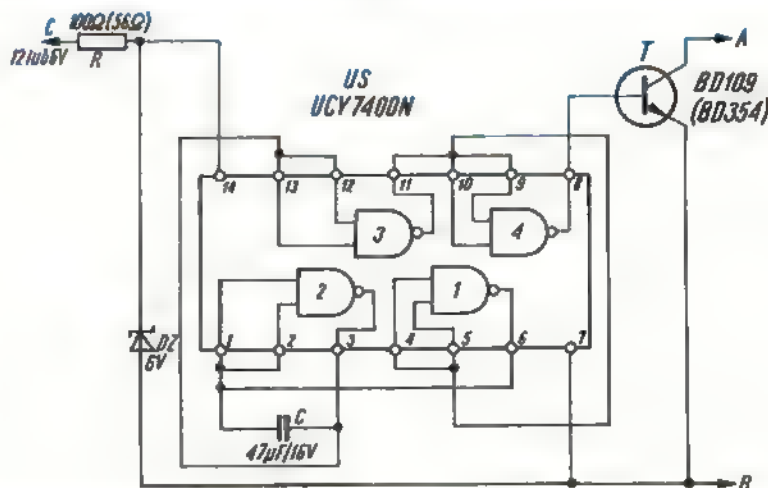 C
100Ω(56Ω)
12 lub 6V
R
US
UCY7400N
T
A
BD109
(BD354)
14
13
12
11
10
9
8
3
4
2
1
1
2
3
4
5
6
7
DZ
6V
C
47µF/16V
B